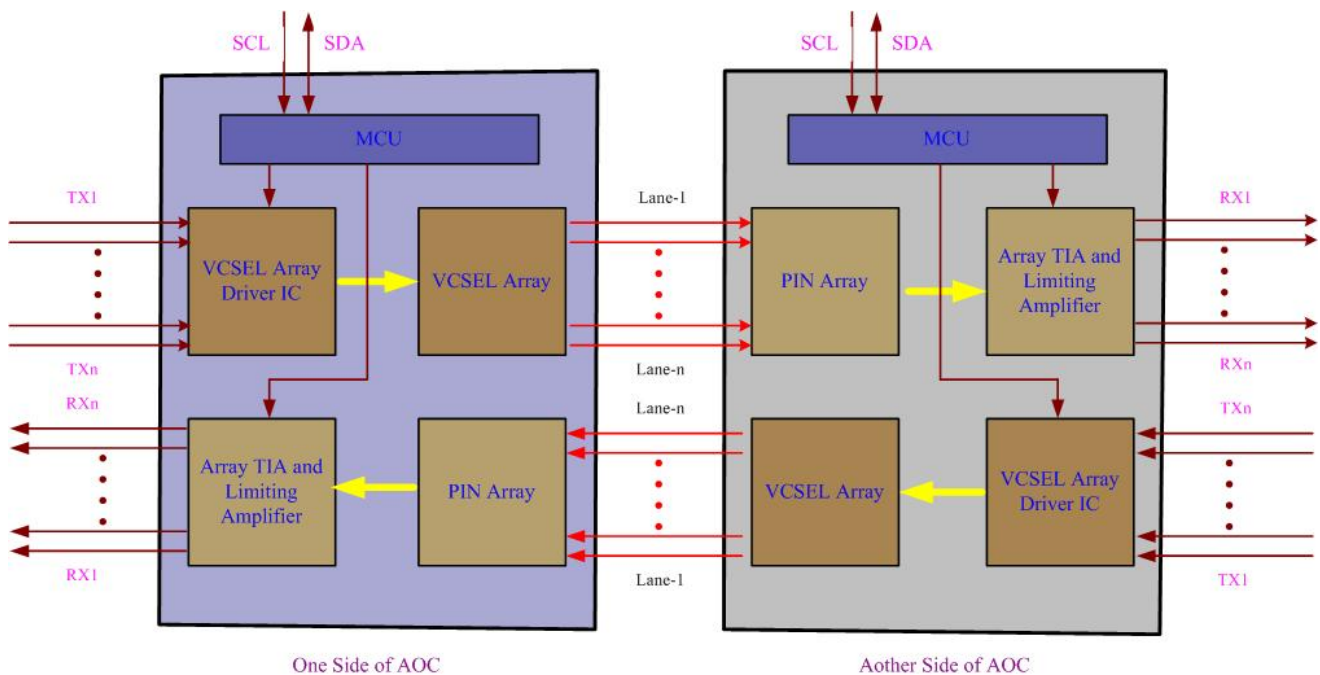 SCL
SDA
SCL
SDA
MCU
MCU
TX1
Lane-1
RX1
VCSEL Array
Driver IC
VCSEL Array
PIN Array
Array TIA and
Limiting
Amplifier
TXn
Lane-n
RXn
RXn
Lane-n
TXn
Array TIA and
Limiting
Amplifier
PIN Array
VCSEL Array
VCSEL Array
Driver IC
RX1
Lane-1
TX1
One Side of AOC
Aother Side of AOC